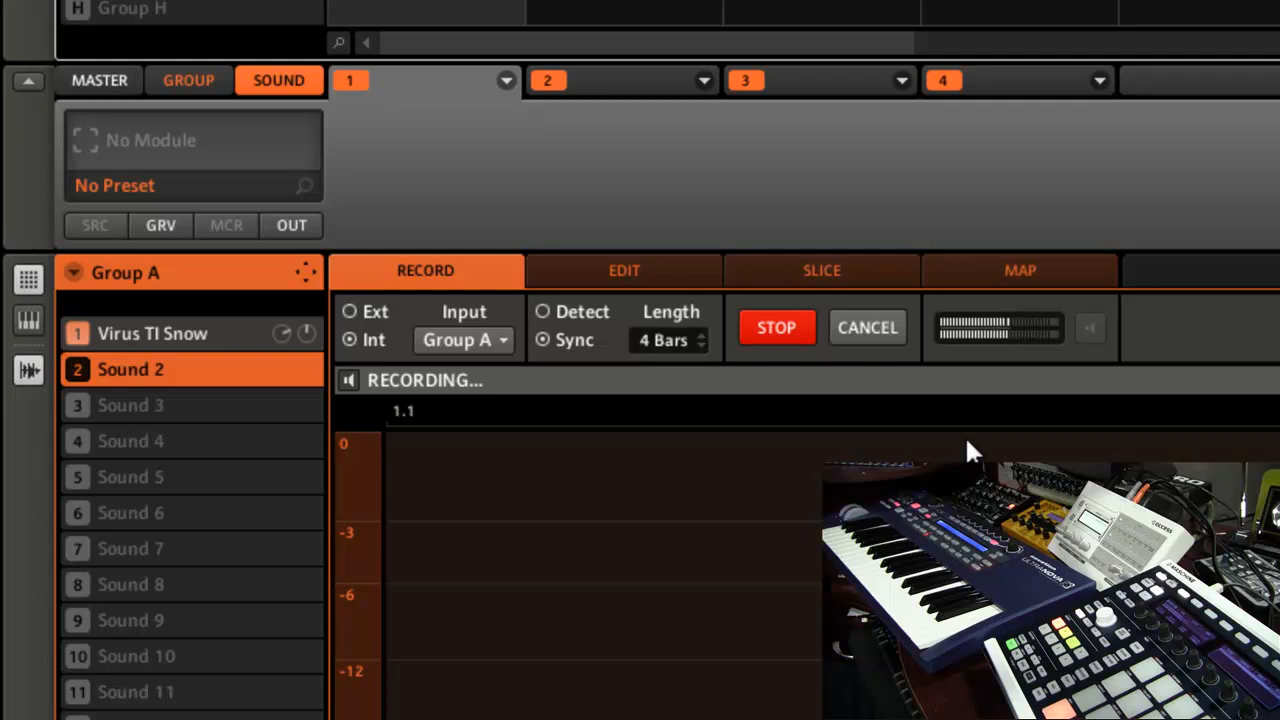 H Group H
MASTER GROUP SOUND 1 2 3 4
No Module
No Preset
SRC GRV MCR OUT
Group A RECORD EDIT SLICE MAP
Ext Input Detect Length
Int Group A Sync 4 Bars STOP CANCEL
1 Virus TI Snow
2 Sound 2 RECORDING...
3 Sound 3 1.1
4 Sound 4 0
5 Sound 5
6 Sound 6 -3
7 Sound 7
8 Sound 8 -6
9 Sound 9
10 Sound 10 -12
11 Sound 11
access
ULTRANOVA
MASCHINE